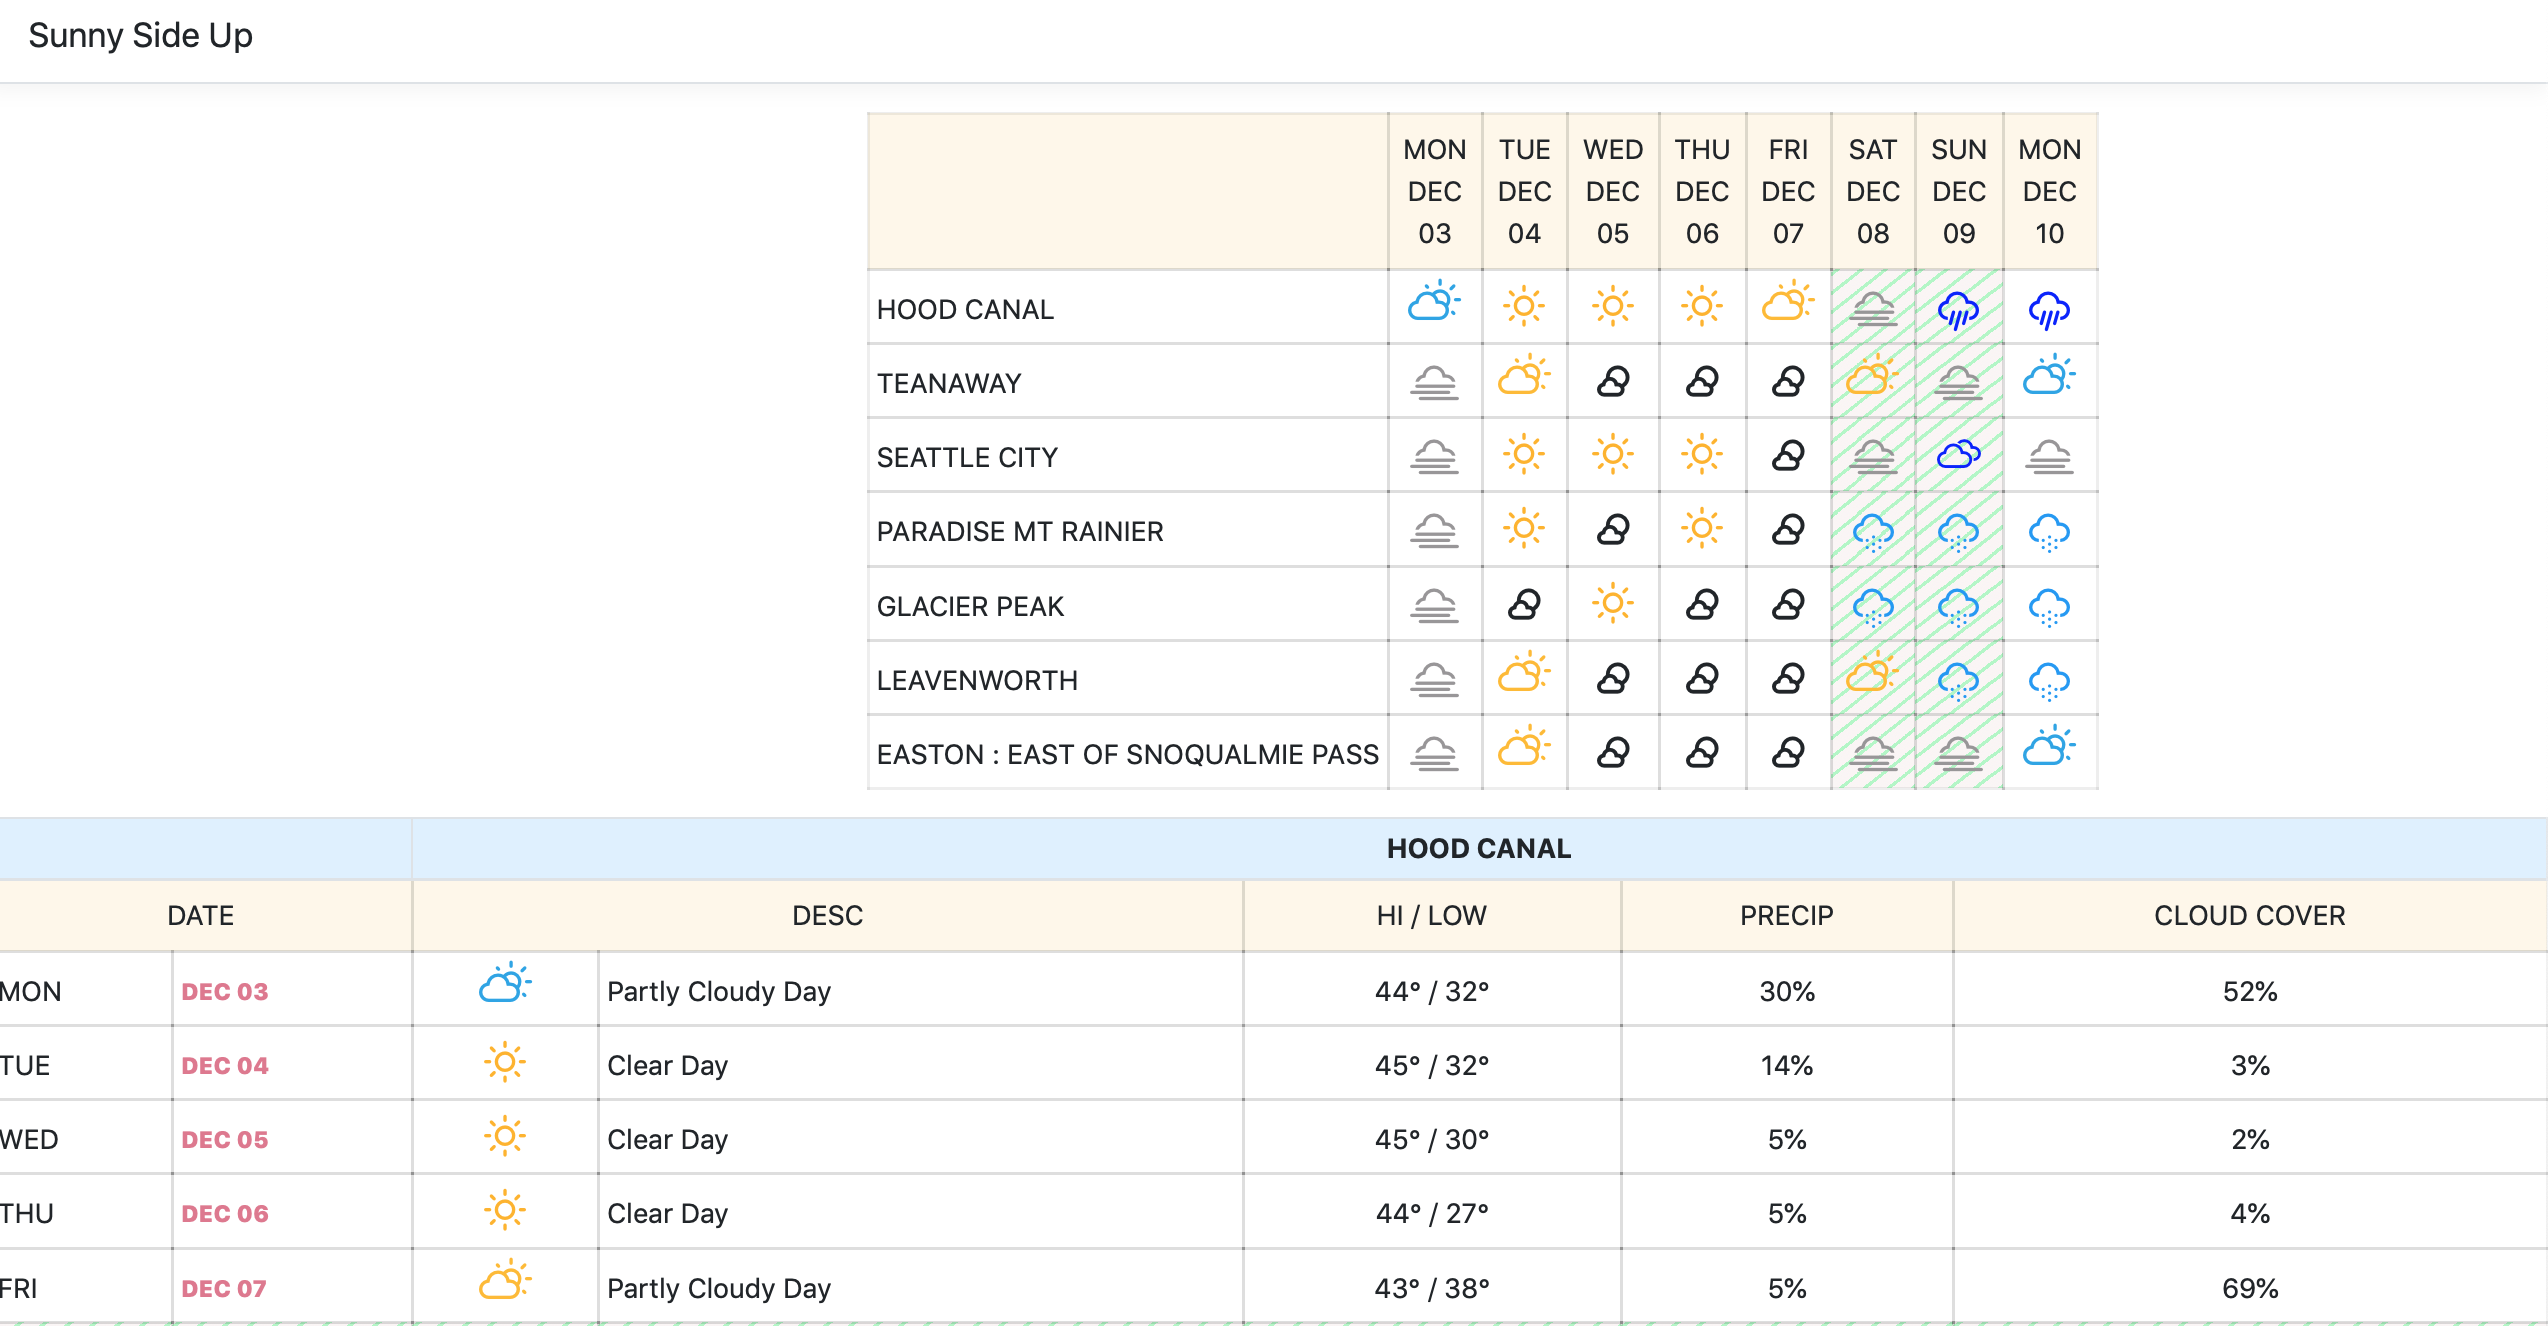 Sunny Side Up
MON DEC 03 TUE DEC 04 WED DEC 05 THU DEC 06 FRI DEC 07 SAT DEC 08 SUN DEC 09 MON DEC 10
HOOD CANAL
TEANAWAY
SEATTLE CITY
PARADISE MT RAINIER
GLACIER PEAK
LEAVENWORTH
EASTON : EAST OF SNOQUALMIE PASS
HOOD CANAL
DATE DESC HI / LOW PRECIP CLOUD COVER
MON DEC 03 Partly Cloudy Day 44° / 32° 30% 52%
TUE DEC 04 Clear Day 45° / 32° 14% 3%
WED DEC 05 Clear Day 45° / 30° 5% 2%
THU DEC 06 Clear Day 44° / 27° 5% 4%
FRI DEC 07 Partly Cloudy Day 43° / 38° 5% 69%